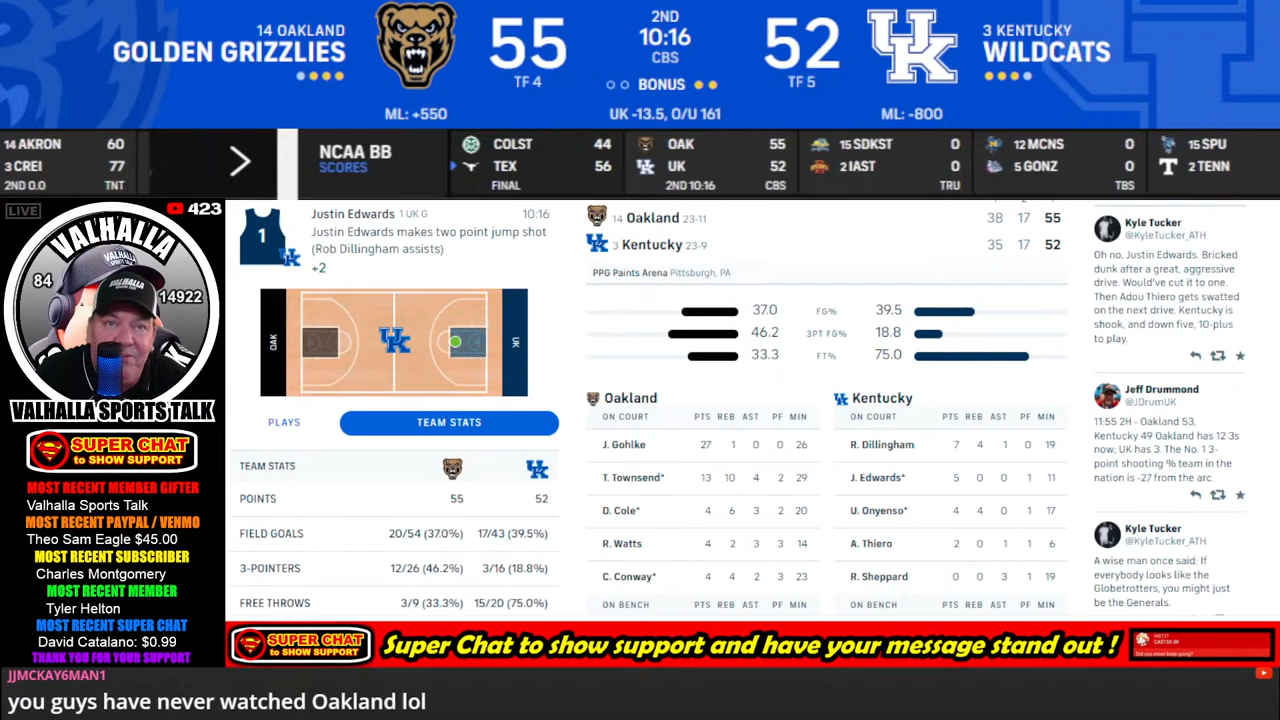 14 OAKLAND
GOLDEN GRIZZLIES
55
TF 4
ML: +550
2ND
10:16
CBS
BONUS
UK -13.5, O/U 161
52
TF 5
UK
3 KENTUCKY
WILDCATS
ML: -800
14 AKRON 60
3 CREI 77
2ND 0.0 TNT
NCAA BB
SCORES
COLST 44
TEX 56
FINAL
OAK 55
UK 52
2ND 10:16 CBS
15 SDKST 0
2 IAST 0
TRU
12 MCNS 0
5 GONZ 0
TBS
15 SPU
2 TENN
LIVE
423
VALHALLA
84
14922
VALHALLA SPORTS TALK
SUPER CHAT
to SHOW SUPPORT
MOST RECENT MEMBER GIFTER
Valhalla Sports Talk
MOST RECENT PAYPAL / VENMO
Theo Sam Eagle $45.00
MOST RECENT SUBSCRIBER
Charles Montgomery
MOST RECENT MEMBER
Tyler Helton
MOST RECENT SUPER CHAT
David Catalano: $0.99
THANK YOU FOR YOUR SUPPORT
1
Justin Edwards 1 UK G 10:16
Justin Edwards makes two point jump shot
(Rob Dillingham assists)
+2
OAK
UK
UK
PLAYS
TEAM STATS
TEAM STATS
POINTS 55 52
FIELD GOALS 20/54 (37.0%) 17/43 (39.5%)
3-POINTERS 12/26 (46.2%) 3/16 (18.8%)
FREE THROWS 3/9 (33.3%) 15/20 (75.0%)
14 Oakland 23-11 38 17 55
3 Kentucky 23-9 35 17 52
PPG Paints Arena Pittsburgh, PA
37.0 FG% 39.5
46.2 3PT FG% 18.8
33.3 FT% 75.0
Oakland
ON COURT PTS REB AST PF MIN
J. Gohlke 27 1 0 0 26
T. Townsend* 13 10 4 2 29
D. Cole* 4 6 3 2 20
R. Watts 4 2 3 3 14
C. Conway* 4 4 2 3 23
ON BENCH PTS REB AST PF MIN
Kentucky
ON COURT PTS REB AST PF MIN
R. Dillingham 7 4 1 0 19
J. Edwards* 5 0 0 1 11
U. Onyenso* 4 4 0 1 17
A. Thiero 2 0 1 1 6
R. Sheppard 0 0 3 1 19
ON BENCH PTS REB AST PF MIN
Kyle Tucker
@KyleTucker_ATH
Oh no, Justin Edwards. Bricked
dunk after a great, aggressive
drive. Would've cut it to one.
Then Adou Thiero gets swatted
on the next drive. Kentucky is
shook, and down five, 10-plus
to play.
Jeff Drummond
@JDrumUK
11:55 2H - Oakland 53,
Kentucky 49 Oakland has 12 3s
now; UK has 3. The No. 1 3-
point shooting % team in the
nation is -27 from the arc.
Kyle Tucker
@KyleTucker_ATH
A wise man once said: If
everybody looks like the
Globetrotters, you might just
be the Generals.
SUPER CHAT
to SHOW SUPPORT
Super Chat to show support and have your message stand out !
JJMCKAY6MAN1
you guys have never watched Oakland lol